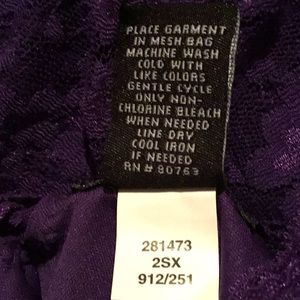 PLACE GARMENT
IN MESH BAG
MACHINE WASH
COLD WITH
LIKE COLORS
GENTLE CYCLE
ONLY NON-
CHLORINE BLEACH
WHEN NEEDED
LINE DRY
COOL IRON
IF NEEDED
RN# 80763
281473
2SX
912/251